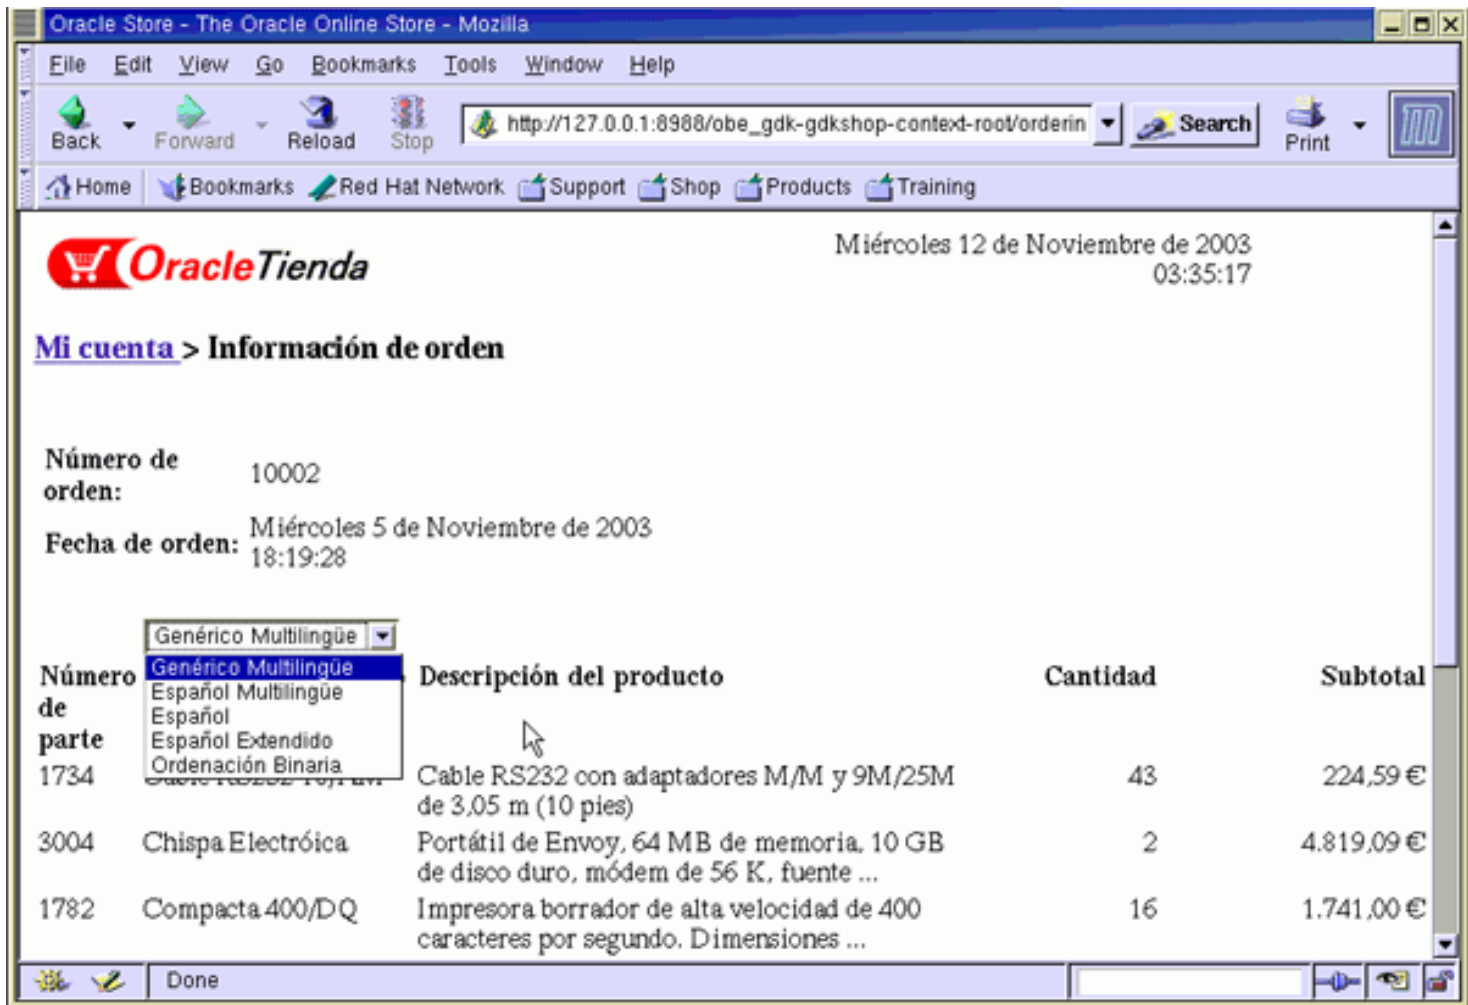 Oracle Store - The Oracle Online Store - Mozilla
File Edit View Go Bookmarks Tools Window Help
Back Forward Reload Stop http://127.0.0.1:8988/obe_gdk-gdkshop-context-root/orderin Search Print
Home Bookmarks Red Hat Network Support Shop Products Training
OracleTienda
Miércoles 12 de Noviembre de 2003
03:35:17
Mi cuenta > Información de orden
Número de
orden:
10002
Fecha de orden:
Miércoles 5 de Noviembre de 2003
18:19:28
Genérico Multilingüe
Genérico Multilingüe
Español Multilingüe
Español
Español Extendido
Ordenación Binaria
Número
de
parte
Descripción del producto Cantidad Subtotal
1734 Cable RS232 con adaptadores M/M y 9M/25M 43 224,59 €
de 3,05 m (10 pies)
3004 Chispa Electróica Portátil de Envoy, 64 MB de memoria, 10 GB 2 4.819,09 €
de disco duro, módem de 56 K, fuente ...
1782 Compacta 400/DQ Impresora borrador de alta velocidad de 400 16 1.741,00 €
caracteres por segundo. Dimensiones ...
Done